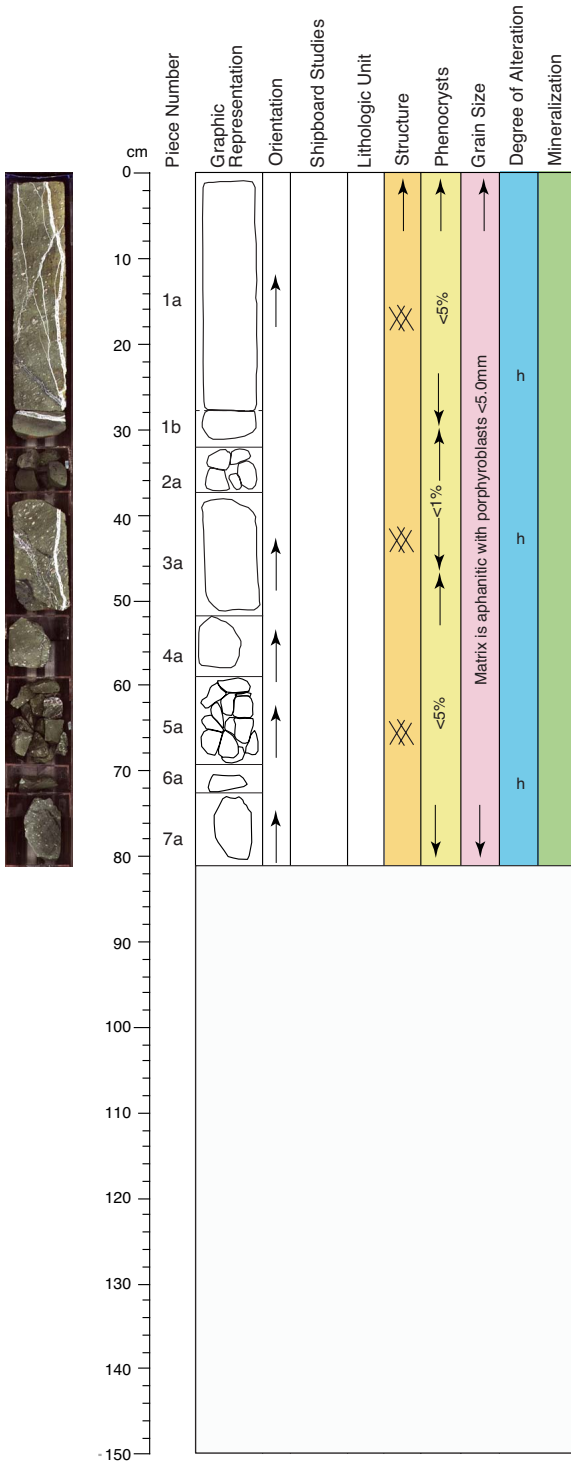 cm
Piece Number
Graphic
Representation
Orientation
Shipboard Studies
Lithologic Unit
Structure
Phenocrysts
Grain Size
Degree of Alteration
Mineralization
0
10
20
30
40
50
60
70
80
90
100
110
120
130
140
150
1a
1b
2a
3a
4a
5a
6a
7a
<5%
<1%
<5%
Matrix is aphanitic with porphyroblasts <5.0mm
h
h
h